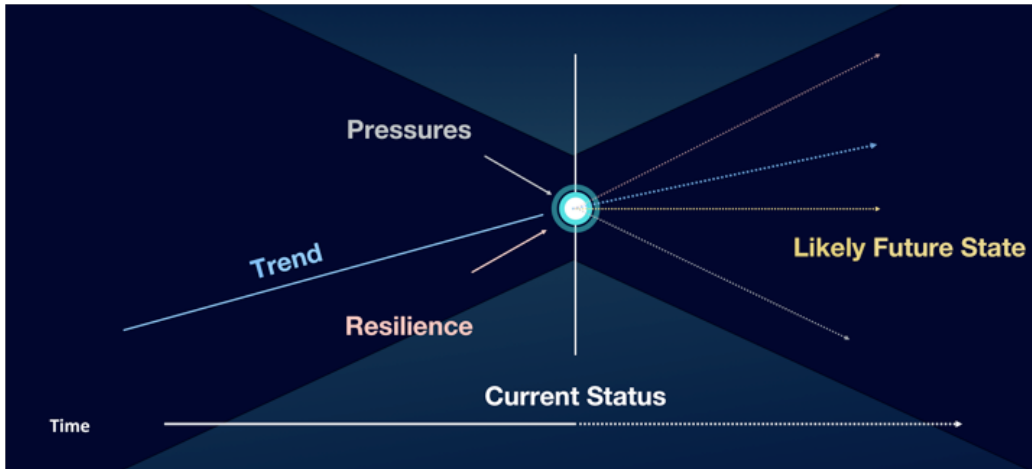 Pressures
Trend
Likely Future State
Resilience
Current Status
Time